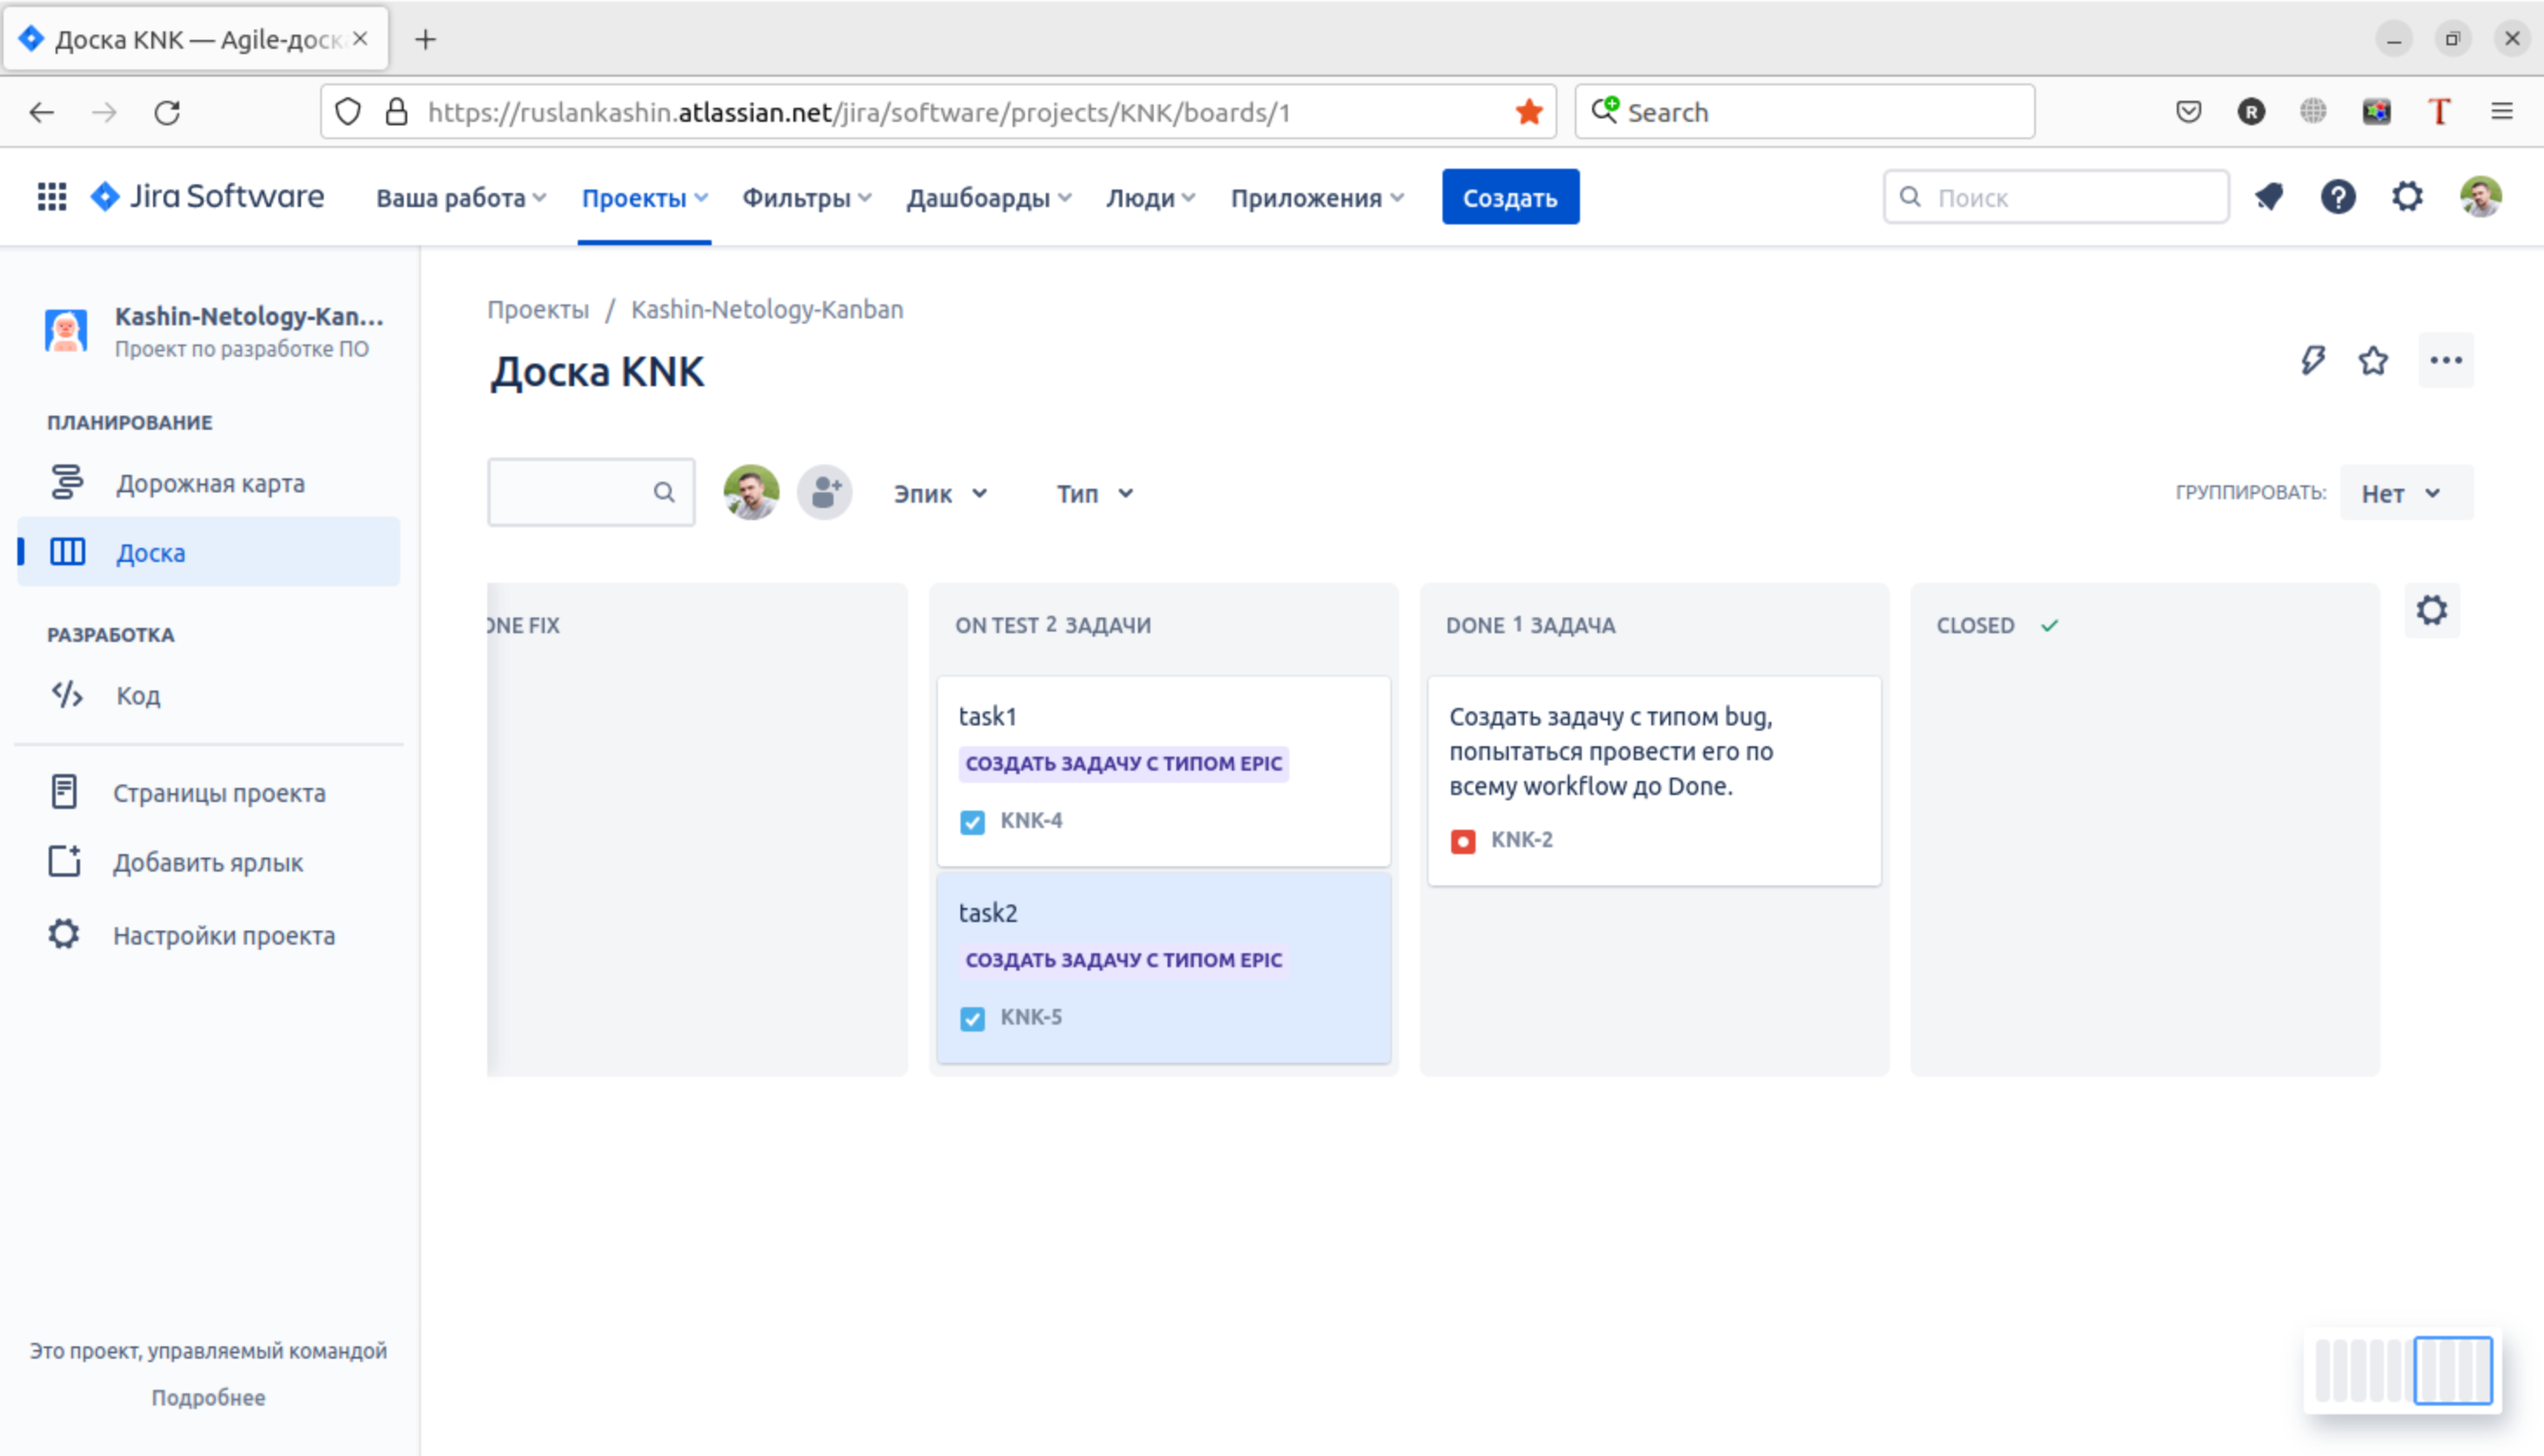 Доска KNK — Agile-доск
https://ruslankashin.atlassian.net/jira/software/projects/KNK/boards/1
Search
R
T
Jira Software
Ваша работа
Проекты
Фильтры
Дашбоарды
Люди
Приложения
Создать
Поиск
Kashin-Netology-Kan...
Проект по разработке ПО
ПЛАНИРОВАНИЕ
Дорожная карта
Доска
РАЗРАБОТКА
Код
Страницы проекта
Добавить ярлык
Настройки проекта
Это проект, управляемый командой
Подробнее
Проекты / Kashin-Netology-Kanban
Доска KNK
Эпик
Тип
ГРУППИРОВАТЬ:
Нет
ONE FIX
ON TEST 2 ЗАДАЧИ
task1
СОЗДАТЬ ЗАДАЧУ С ТИПОМ EPIC
KNK-4
task2
СОЗДАТЬ ЗАДАЧУ С ТИПОМ EPIC
KNK-5
DONE 1 ЗАДАЧА
Создать задачу с типом bug,
попытаться провести его по
всему workflow до Done.
KNK-2
CLOSED